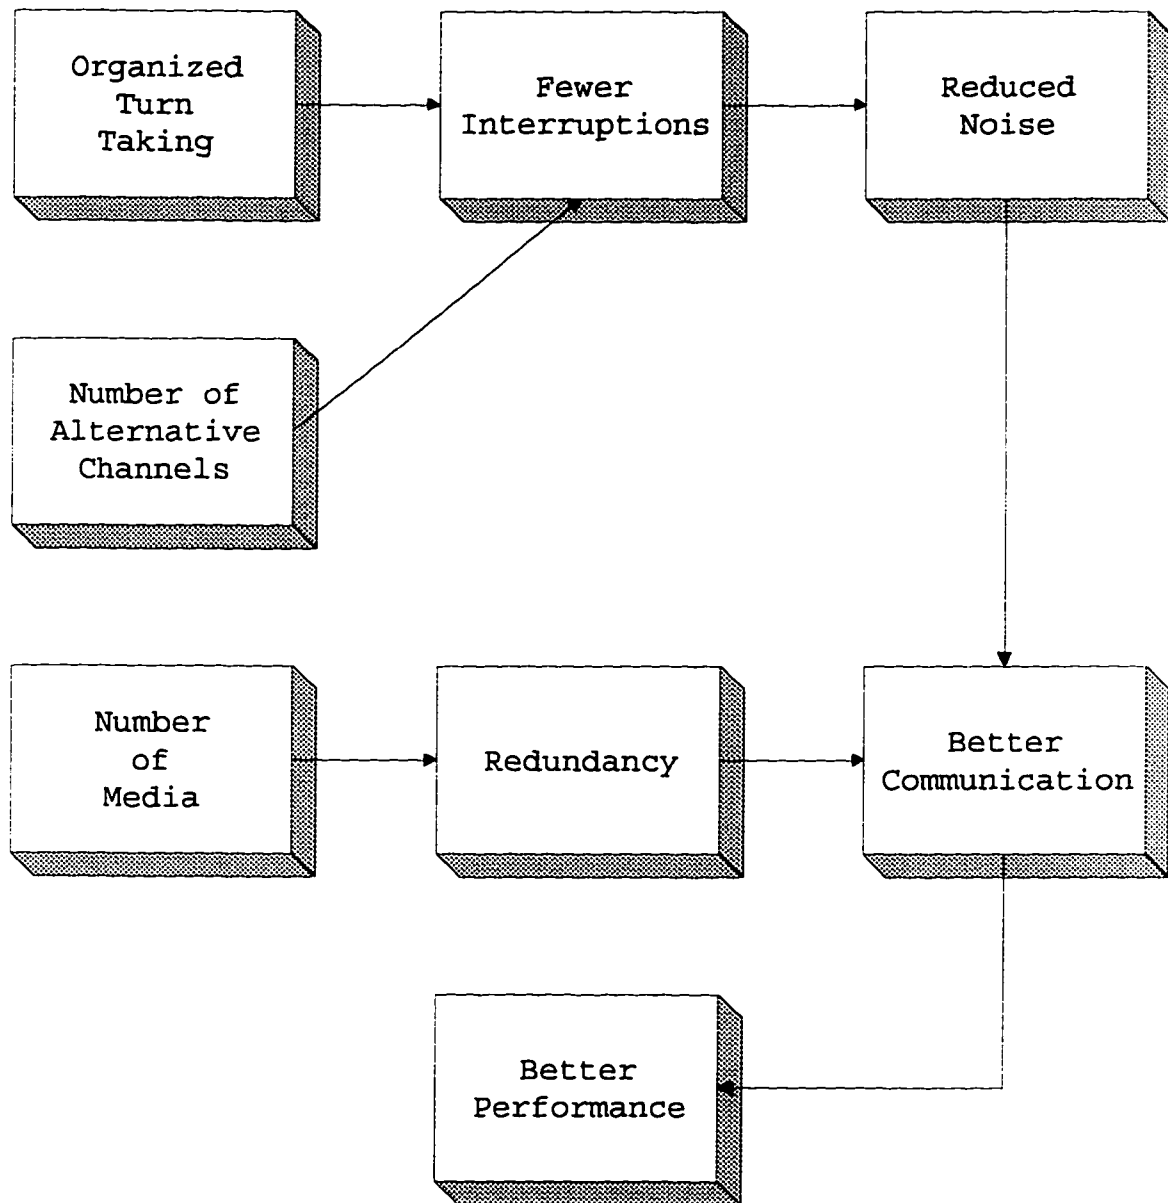 Organized
Turn
Taking
Fewer
Interruptions
Reduced
Noise
Number of
Alternative
Channels
Number
of
Media
Redundancy
Better
Communication
Better
Performance